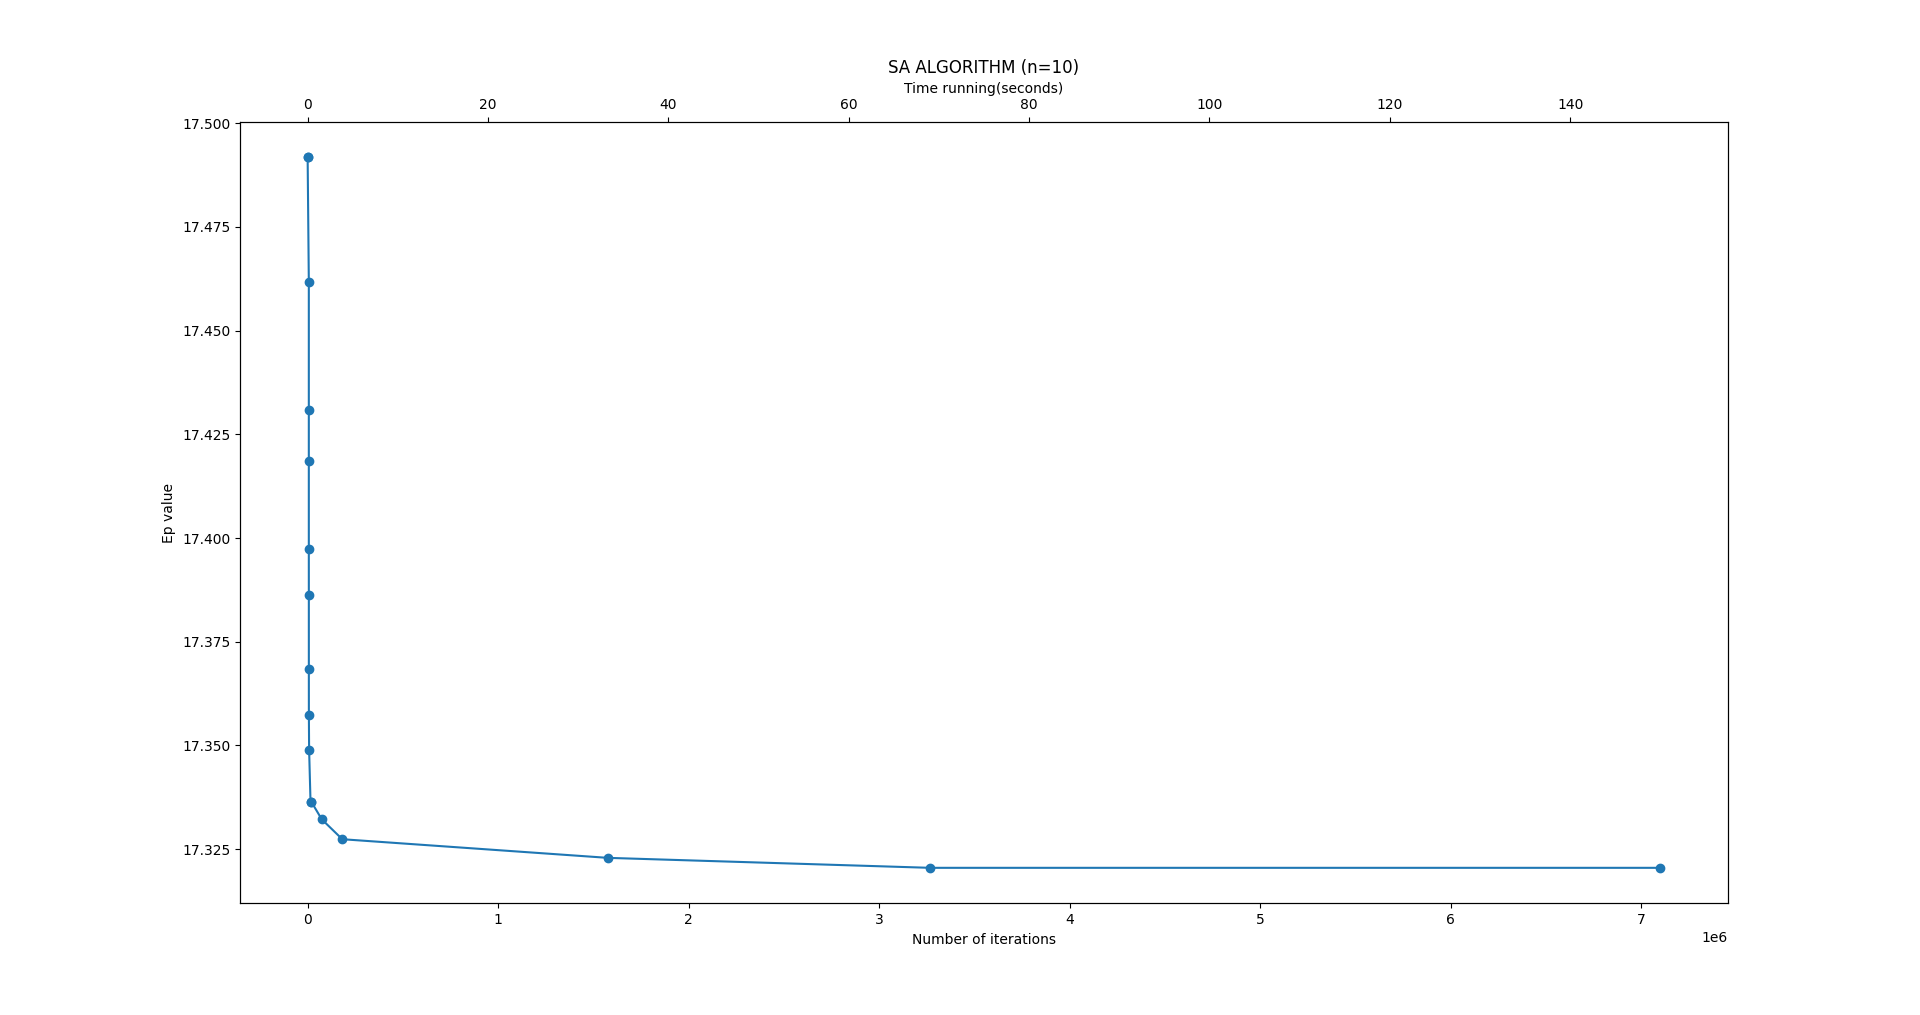 SA ALGORITHM (n=10)
Time running(seconds)
0 20 40 60 80 100 120 140
17.500
17.475
17.450
17.425
17.400
17.375
17.350
17.325
Ep value
0 1 2 3 4 5 6 7
1e6
Number of iterations